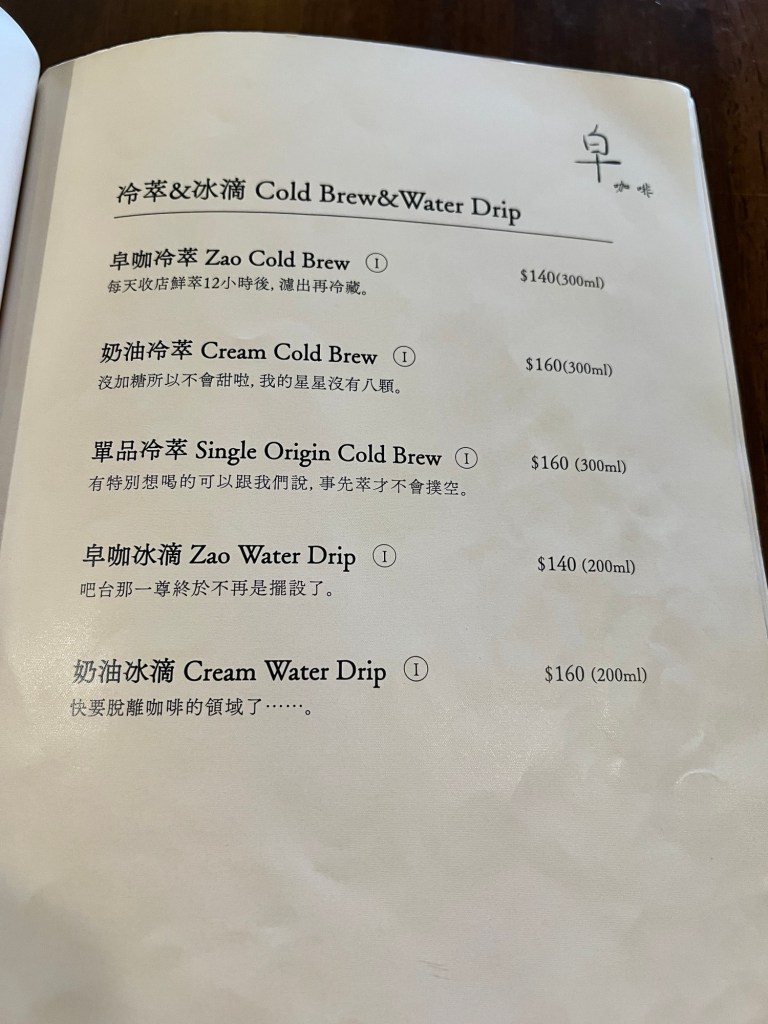 皁
咖啡
冷萃&冰滴 Cold Brew&Water Drip
皁咖冷萃 Zao Cold Brew Ⓘ $140(300ml)
每天收店鮮萃12小時後, 濾出再冷藏。
奶油冷萃 Cream Cold Brew Ⓘ $160(300ml)
沒加糖所以不會甜啦, 我的星星沒有八顆。
單品冷萃 Single Origin Cold Brew Ⓘ $160 (300ml)
有特別想喝的可以跟我們說, 事先萃才不會撲空。
皁咖冰滴 Zao Water Drip Ⓘ $140 (200ml)
吧台那一尊終於不再是擺設了。
奶油冰滴 Cream Water Drip Ⓘ $160 (200ml)
快要脫離咖啡的領域了⋯⋯。